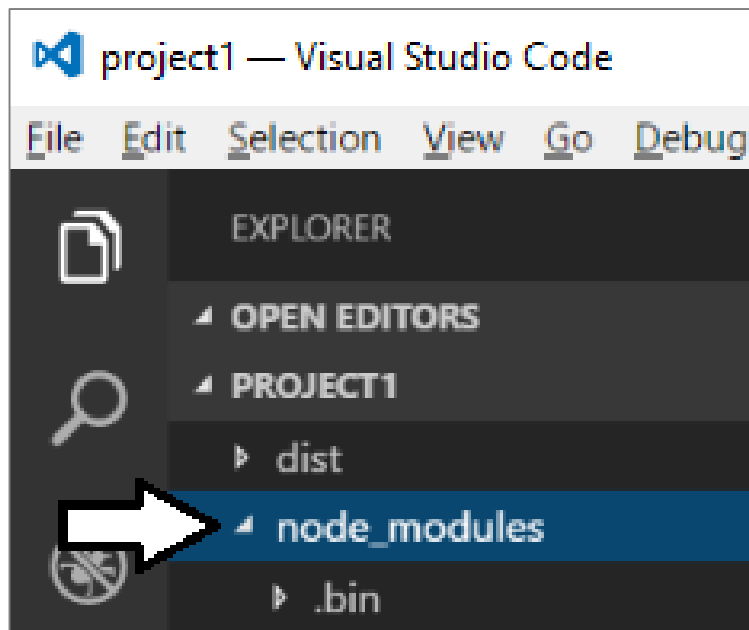 project1 — Visual Studio Code
File Edit Selection View Go Debug
EXPLORER
OPEN EDITORS
PROJECT1
dist
node_modules
.bin